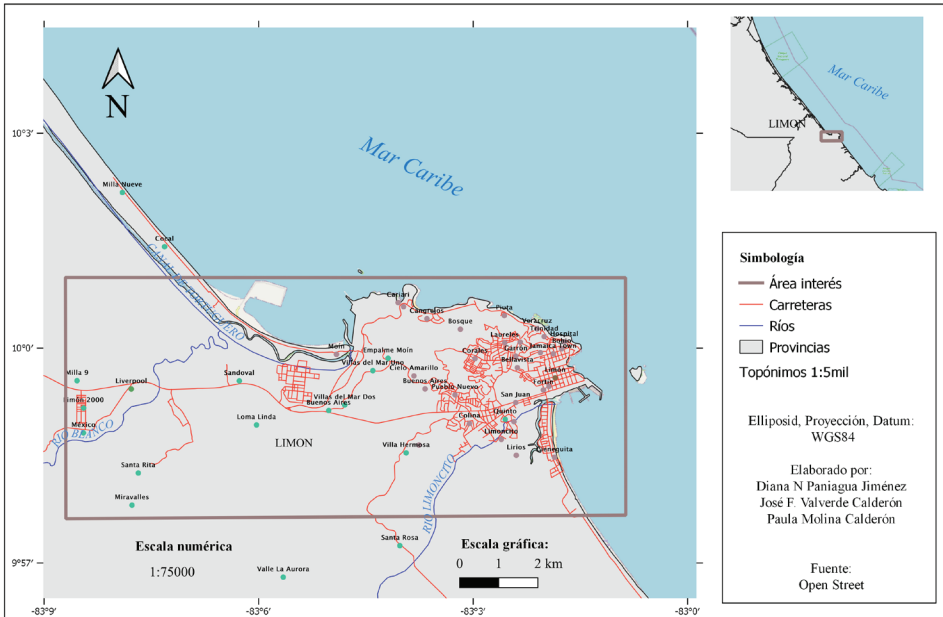 N
Mar Caribe
10°3'
10°0'
9°57'
-83°9'
-83°6'
-83°3'
-83°0'
Milla Nueve
Coral
CANAL DE TORTUGUERO
Cariari
Cangrejos
Bosque
Piuta
Veracruz
Trinidad
Hospital
Laureles
Bohío
Jamaica Town
Garrón
Corales
Bellavista
Limón
Fortín
Moín
Empalme Moín
Villas del Mar Uno
Cielo Amarillo
Buenos Aires
Pueblo Nuevo
Milla 9
Liverpool
Sandoval
Limón 2000
Villas del Mar Dos
Buenos Aires
San Juan
Colina
Quinto
Limoncito
Lirios
Cieneguita
México
RIO BLANCO
Loma Linda
LIMON
Villa Hermosa
RIO LIMONCITO
Santa Rita
Miravalles
Santa Rosa
Valle La Aurora
Escala numérica
1:75000
Escala gráfica:
0 1 2 km
Mar Caribe
LIMON
Simbología
Área interés
Carreteras
Ríos
Provincias
Topónimos 1:5mil
Elliposid, Proyección, Datum:
WGS84
Elaborado por:
Diana N Paniagua Jiménez
José F. Valverde Calderón
Paula Molina Calderón
Fuente:
Open Street